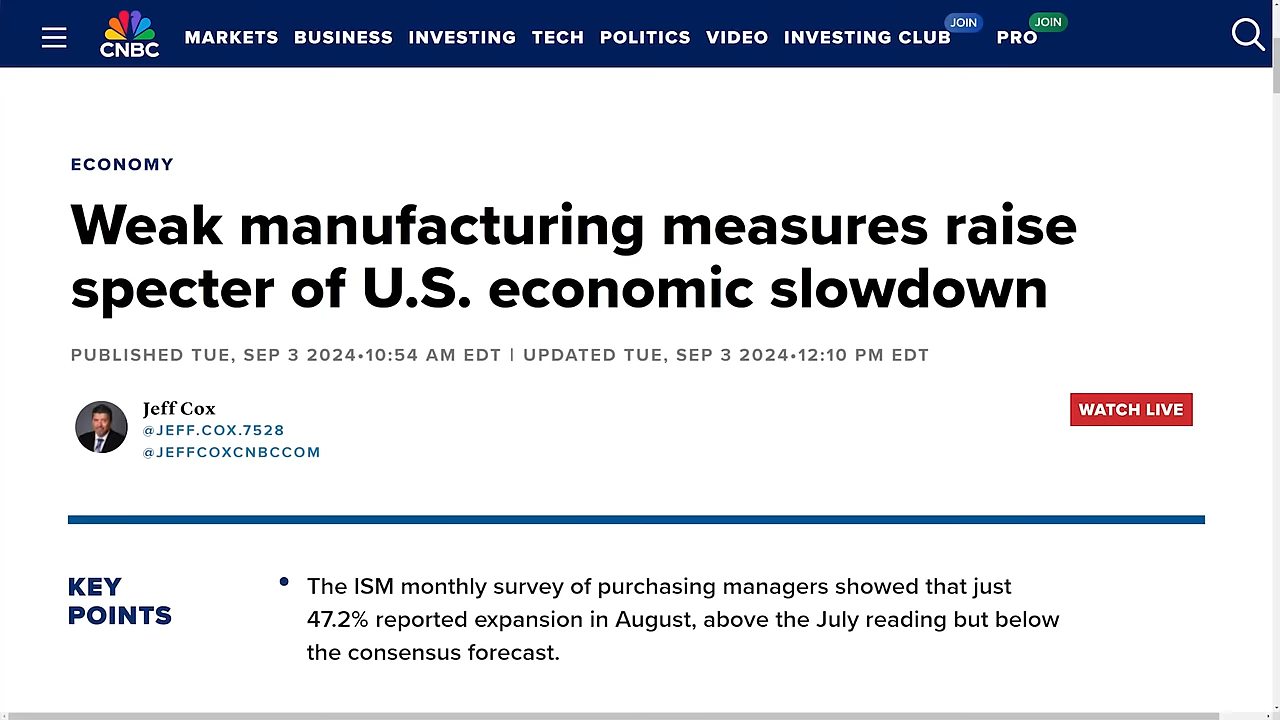 CNBC
MARKETS BUSINESS INVESTING TECH POLITICS VIDEO INVESTING CLUB JOIN PRO JOIN
ECONOMY
Weak manufacturing measures raise
specter of U.S. economic slowdown
PUBLISHED TUE, SEP 3 2024•10:54 AM EDT | UPDATED TUE, SEP 3 2024•12:10 PM EDT
Jeff Cox
@JEFF.COX.7528
@JEFFCOXCNBCCOM
WATCH LIVE
KEY
POINTS
• The ISM monthly survey of purchasing managers showed that just
47.2% reported expansion in August, above the July reading but below
the consensus forecast.